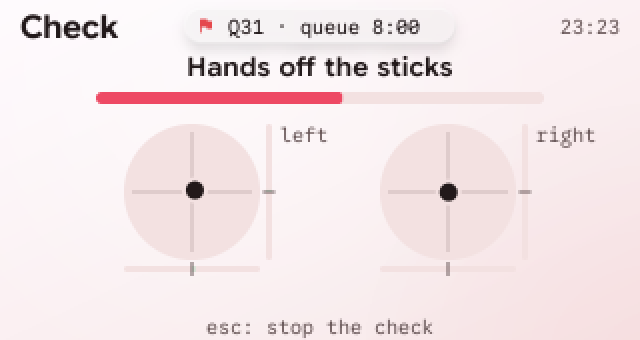 Check
Q31 · queue 8:00
23:23
Hands off the sticks
left
right
esc: stop the check